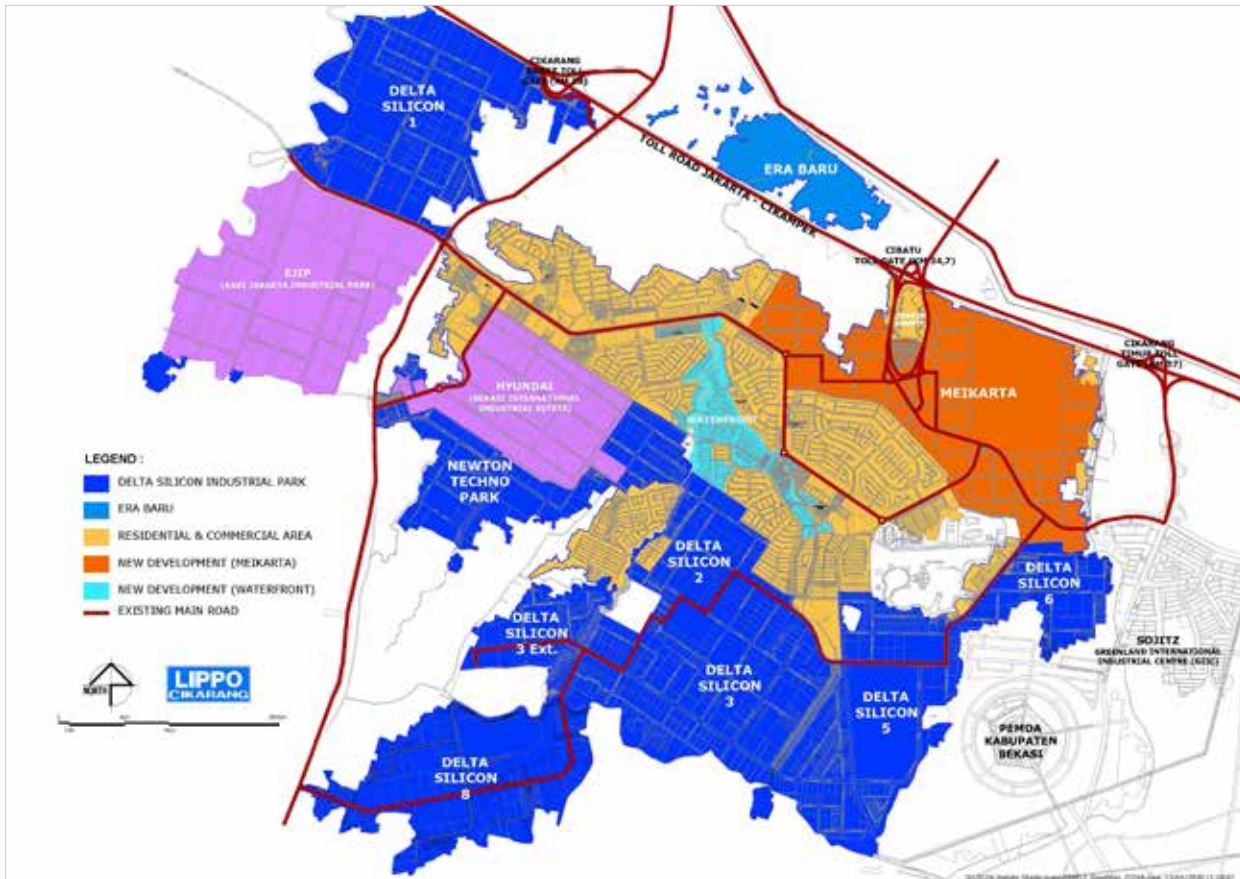 CIKARANG
DELTA
SILICON
1
ERA BARU
TOLL ROAD JAKARTA - CIKAMPEK
CIBATU
EJIP
(EAST JAKARTA INDUSTRIAL PARK)
CIKARANG
TIMUR TOLL
MEIKARTA
HYUNDAI
(BEKASI INTERNATIONAL
INDUSTRIAL ESTATE)
WATERFRONT
NEWTON
TECHNO
PARK
LEGEND :
DELTA SILICON INDUSTRIAL PARK
ERA BARU
RESIDENTIAL & COMMERCIAL AREA
NEW DEVELOPMENT (MEIKARTA)
NEW DEVELOPMENT (WATERFRONT)
EXISTING MAIN ROAD
DELTA
SILICON
2
DELTA
SILICON
6
DELTA
SILICON
3 Ext.
DELTA
SILICON
3
SOJITZ
GREENLAND INTERNATIONAL
INDUSTRIAL CENTRE (GIIC)
NORTH
LIPPO
CIKARANG
DELTA
SILICON
5
PEMDA
KABUPATEN
BEKASI
DELTA
SILICON
8